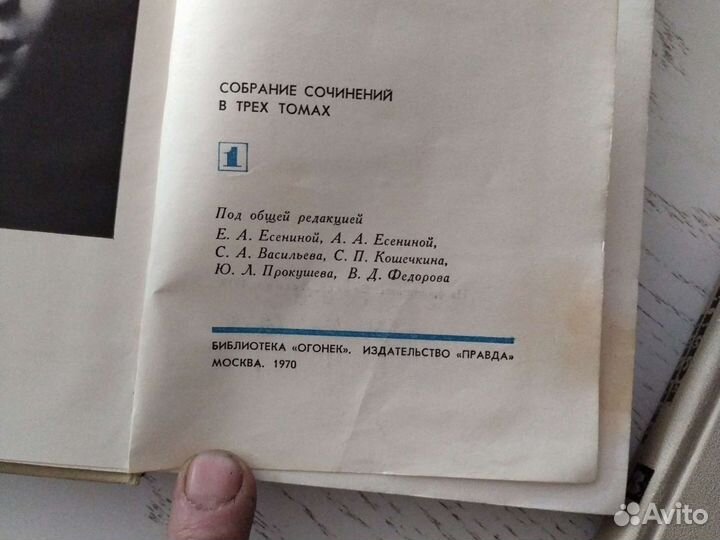 СОБРАНИЕ СОЧИНЕНИЙ
В ТРЕХ ТОМАХ
1
Под общей редакцией
Е. А. Есениной, А. А. Есениной,
С. А. Васильева, С. П. Кошечкина,
Ю. Л. Прокушева, В. Д. Федорова
БИБЛИОТЕКА «ОГОНЕК». ИЗДАТЕЛЬСТВО «ПРАВДА»
МОСКВА. 1970
Avito